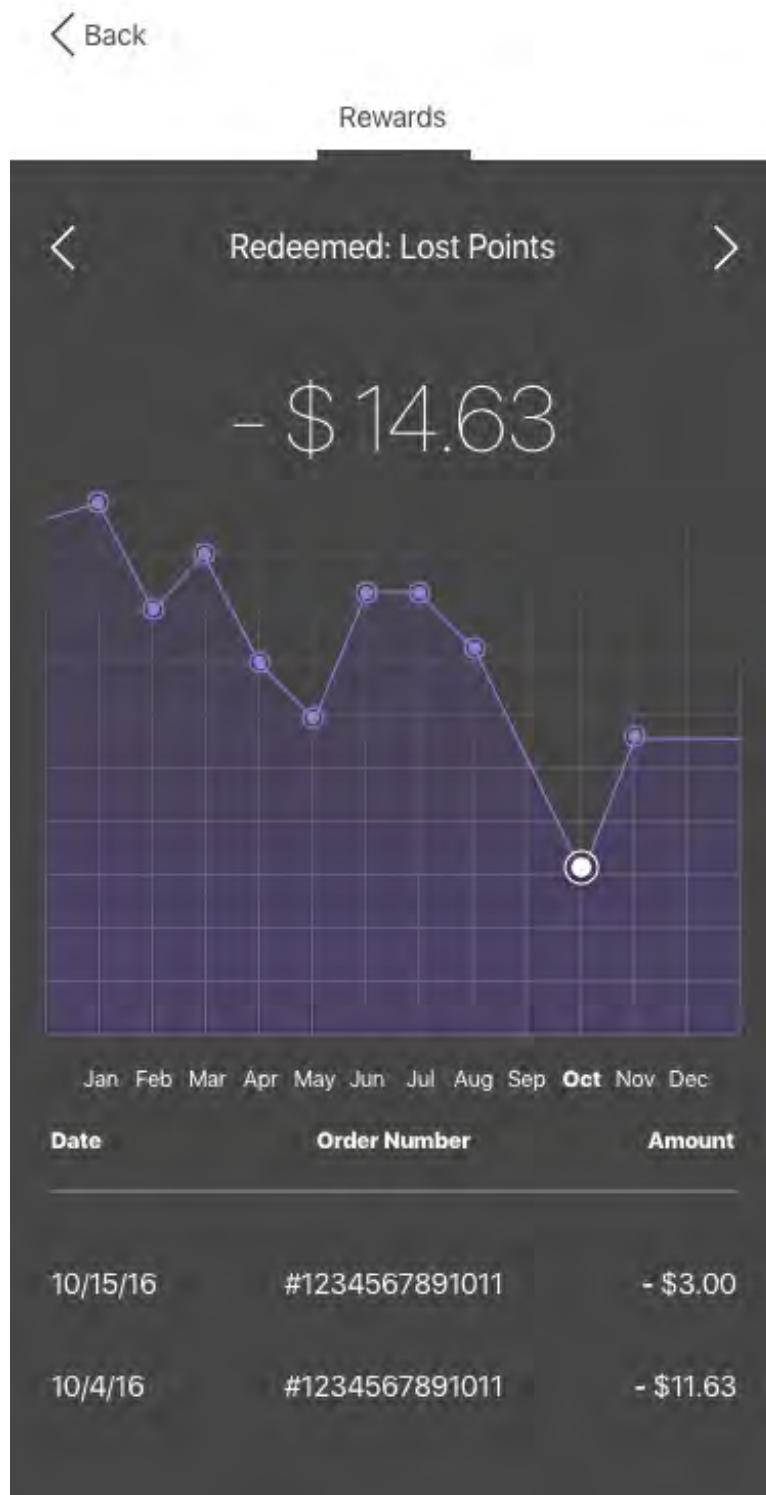 Back
Rewards
Redeemed: Lost Points
- $14.63
Jan Feb Mar Apr May Jun Jul Aug Sep Oct Nov Dec
Date Order Number Amount
10/15/16 #1234567891011 - $3.00
10/4/16 #1234567891011 - $11.63